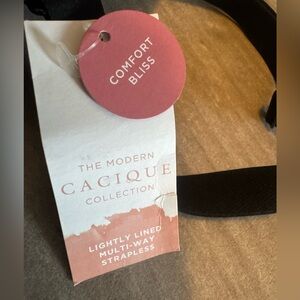 COMFORT
BLISS
THE MODERN
CACIQUE
COLLECTION
LIGHTLY LINED
MULTI-WAY
STRAPLESS